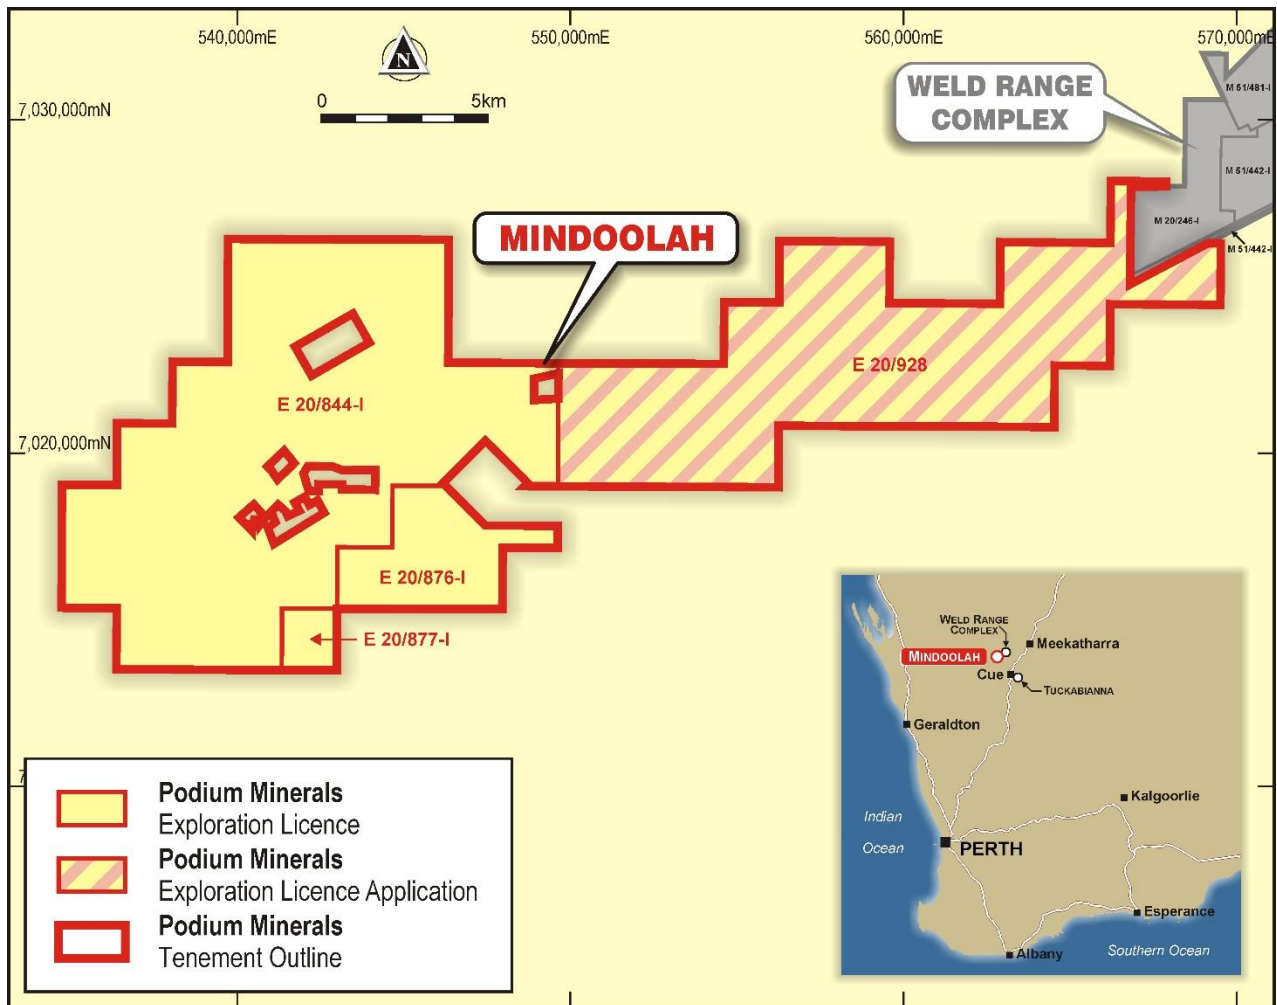 540,000mE
550,000mE
560,000mE
570,000mE
N
0
5km
7,030,000mN
WELD RANGE
COMPLEX
M 51/481-I
M 51/442-I
M 20/246-I
M 51/442-I
MINDOOLAH
E 20/928
E 20/844-I
7,020,000mN
E 20/876-I
E 20/877-I
Podium Minerals
Exploration Licence
Podium Minerals
Exploration Licence Application
Podium Minerals
Tenement Outline
WELD RANGE
COMPLEX
Meekatharra
MINDOOLAH
Cue
TUCKABIANNA
Geraldton
Kalgoorlie
Indian
Ocean
PERTH
Esperance
Southern Ocean
Albany